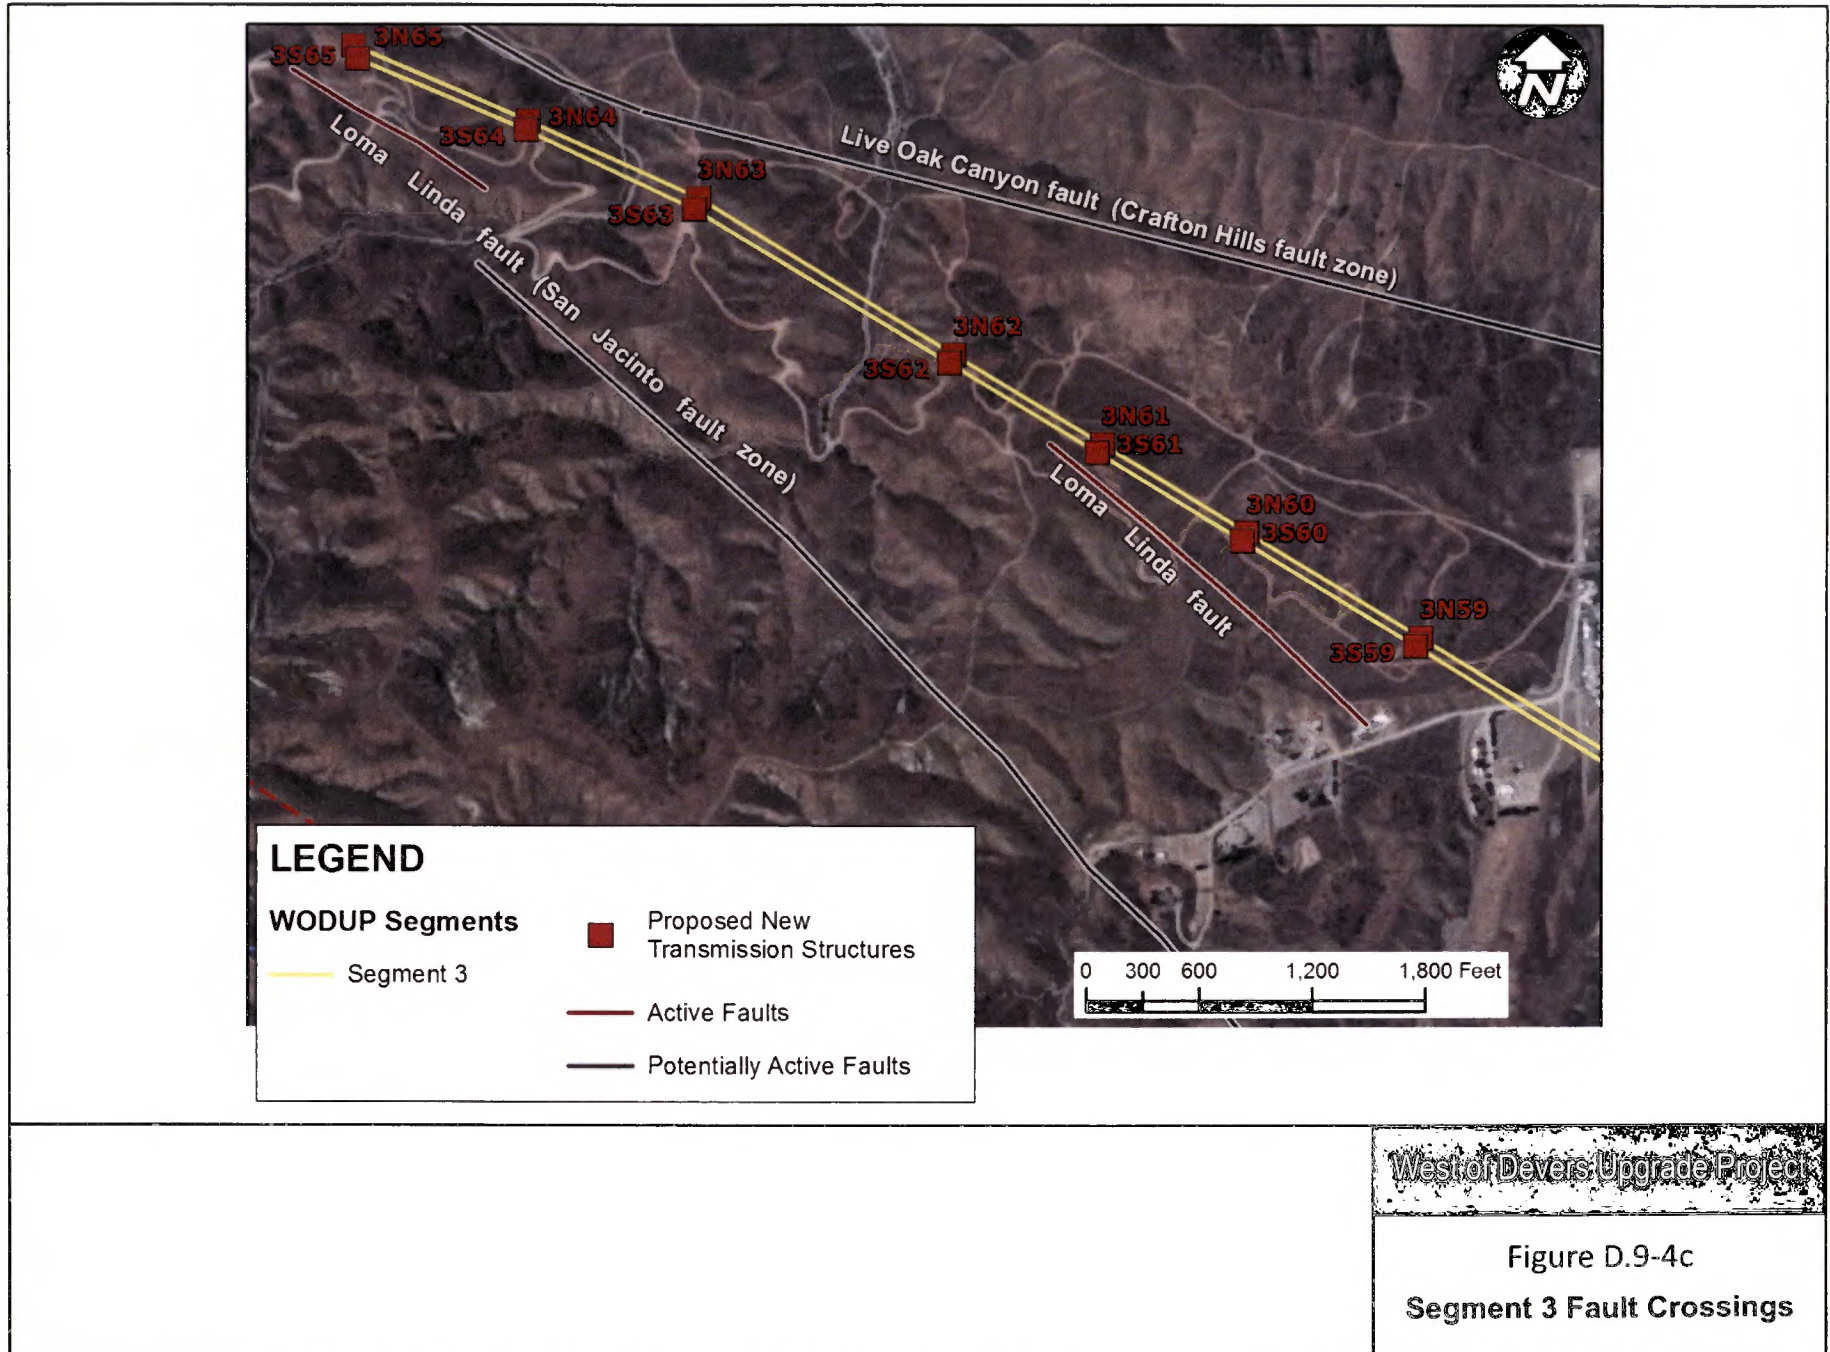 3N65
3S65
3N64
3S64
3N63
3S63
Loma Linda fault (San Jacinto fault zone)
Live Oak Canyon fault (Crafton Hills fault zone)
N
3N62
3S62
3N61
3S61
3N60
3S60
Loma Linda fault
3N59
3S59
LEGEND
WODUP Segments
Segment 3
Proposed New
Transmission Structures
Active Faults
Potentially Active Faults
0 300 600 1,200 1,800 Feet
West of Devers Upgrade Project
Figure D.9-4c
Segment 3 Fault Crossings